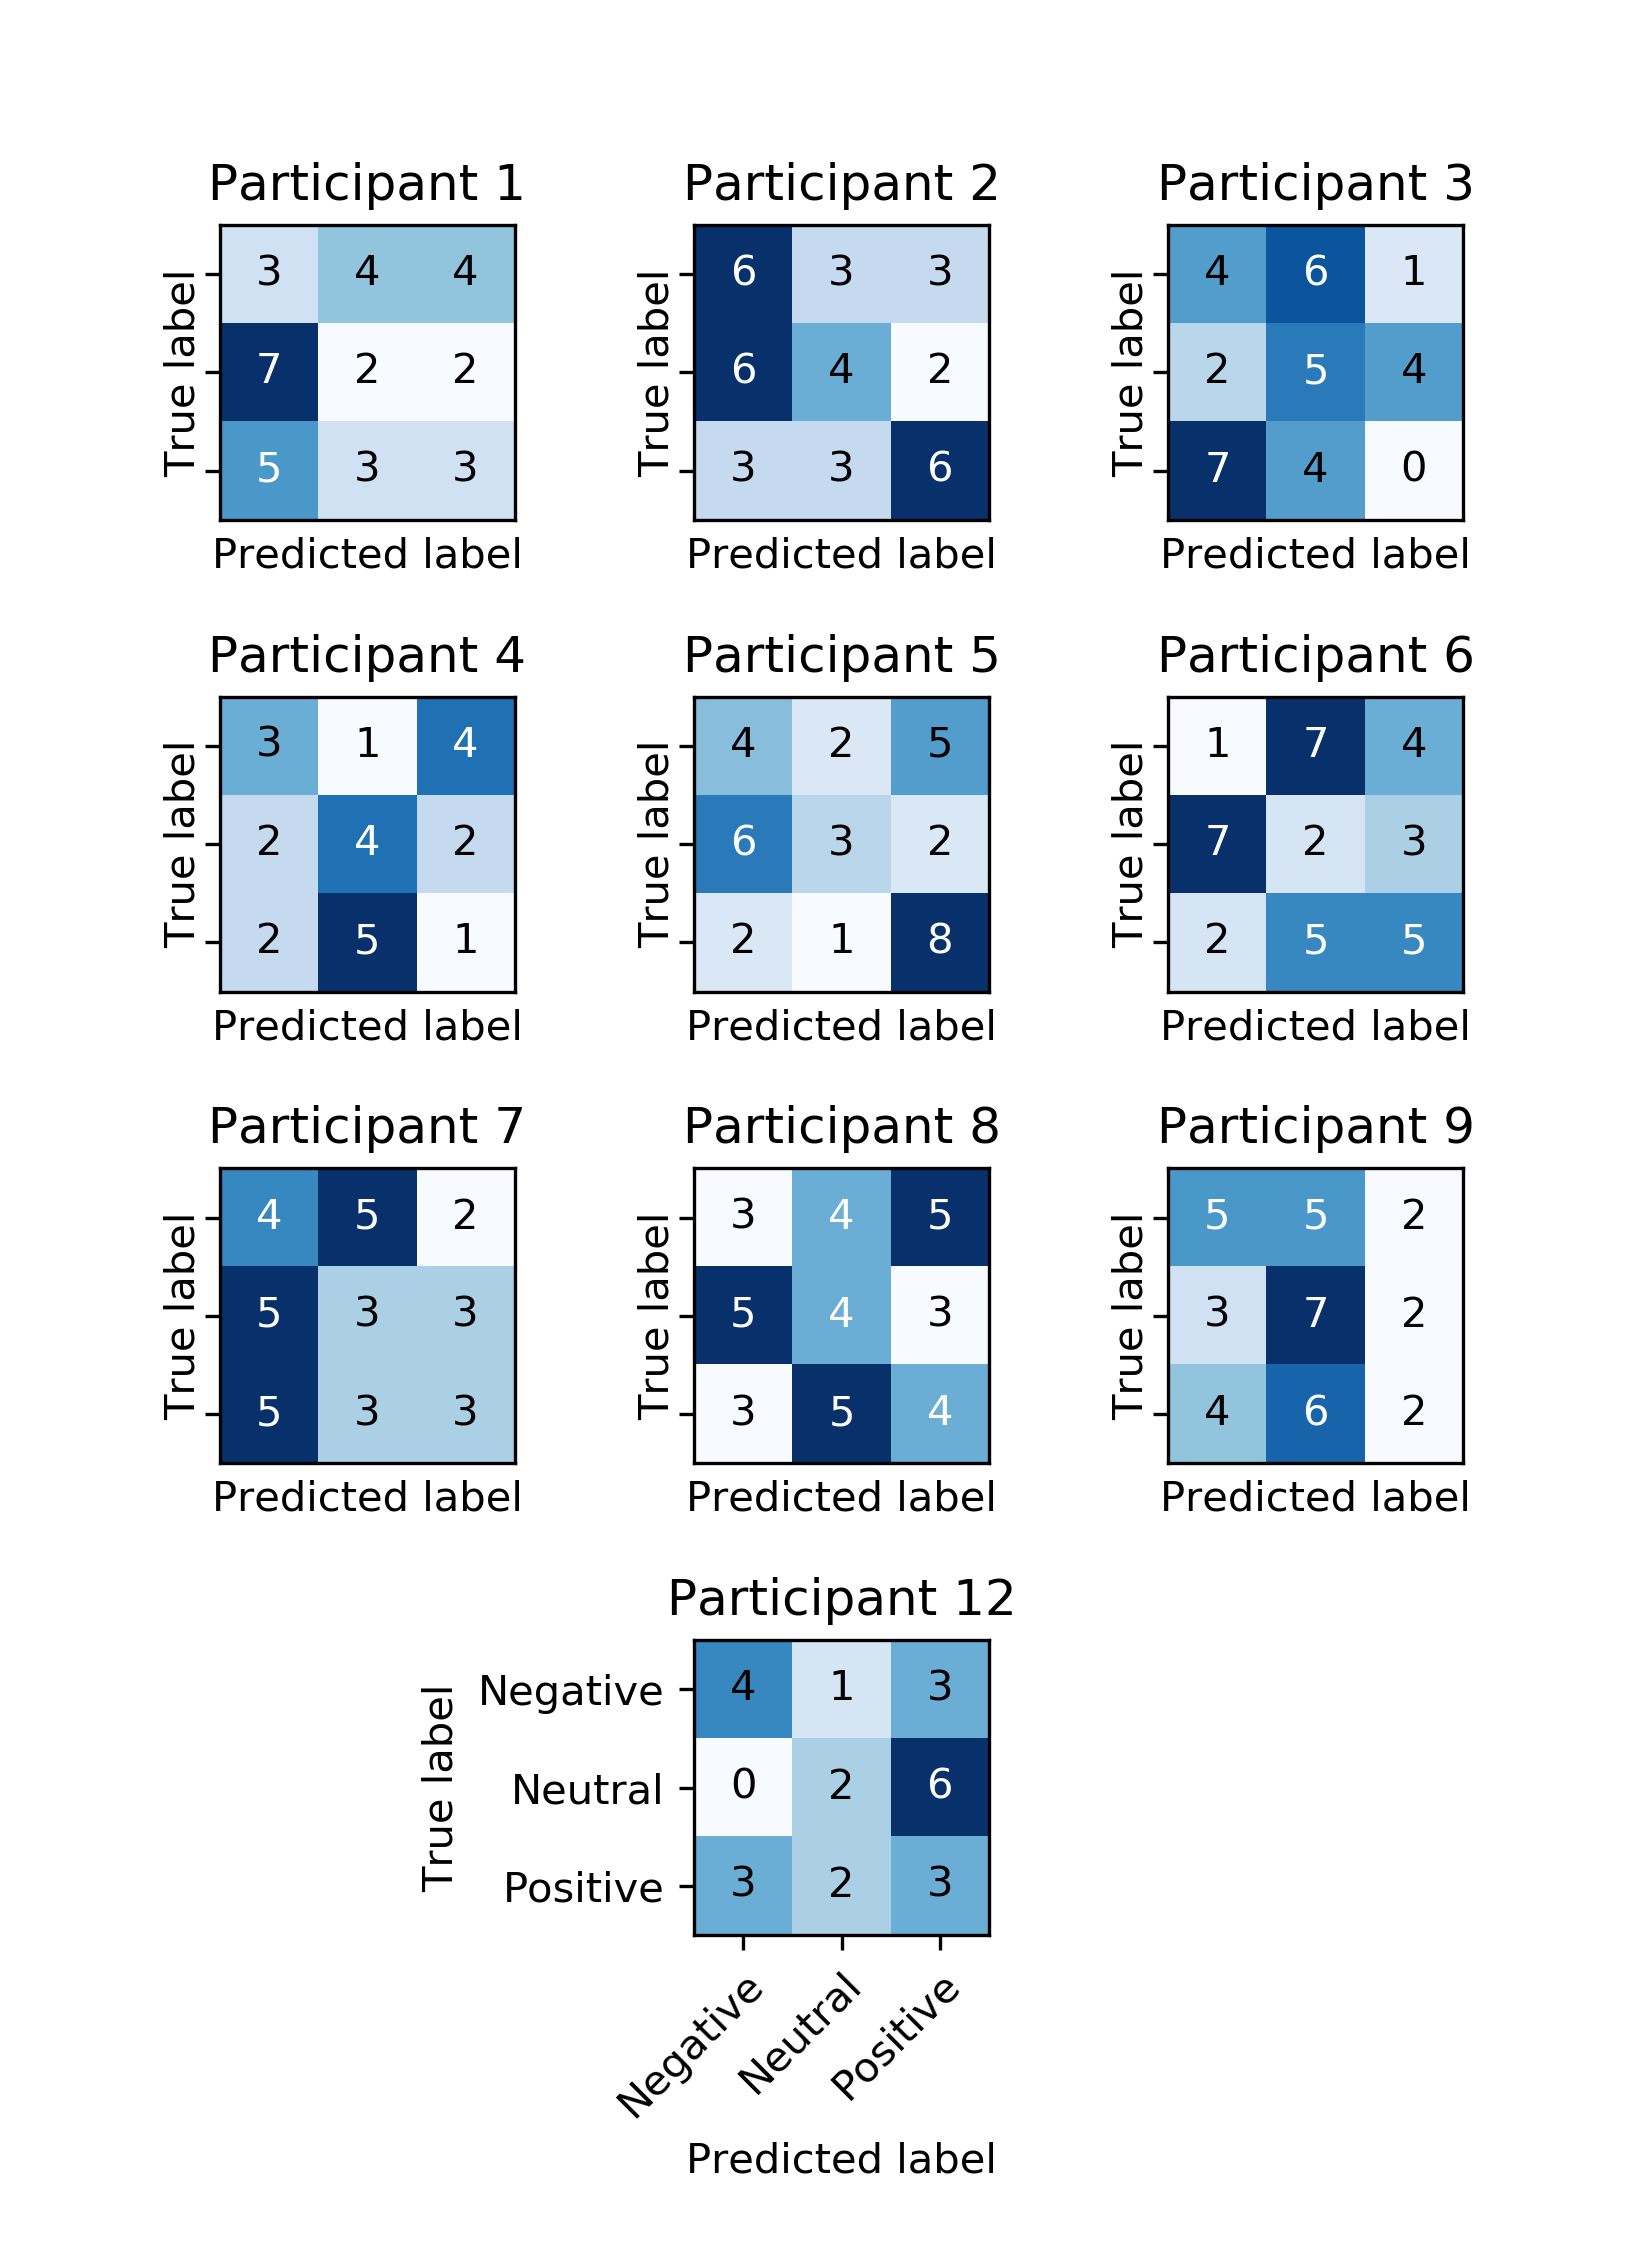 Participant 1
True label
3 4 4
7 2 2
5 3 3
Predicted label
Participant 2
True label
6 3 3
6 4 2
3 3 6
Predicted label
Participant 3
True label
4 6 1
2 5 4
7 4 0
Predicted label
Participant 4
True label
3 1 4
2 4 2
2 5 1
Predicted label
Participant 5
True label
4 2 5
6 3 2
2 1 8
Predicted label
Participant 6
True label
1 7 4
7 2 3
2 5 5
Predicted label
Participant 7
True label
4 5 2
5 3 3
5 3 3
Predicted label
Participant 8
True label
3 4 5
5 4 3
3 5 4
Predicted label
Participant 9
True label
5 5 2
3 7 2
4 6 2
Predicted label
Participant 12
True label
Negative 4 1 3
Neutral 0 2 6
Positive 3 2 3
Negative
Neutral
Positive
Predicted label